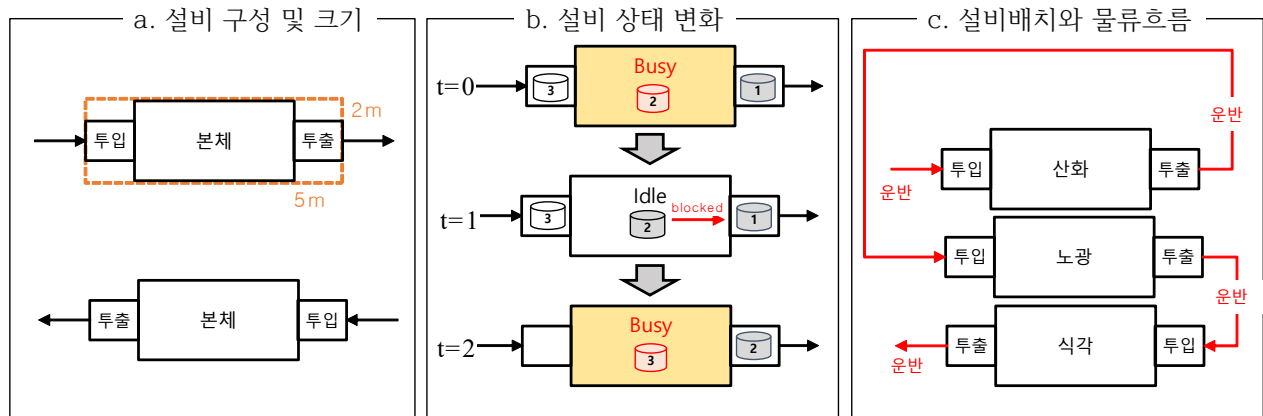 a. 설비 구성 및 크기
투입
본체
투출
2m
5m
투출
본체
투입
b. 설비 상태 변화
t=0
3
Busy
2
1
t=1
3
Idle
2
blocked
1
t=2
Busy
3
2
c. 설비배치와 물류흐름
운반
투입
산화
투출
운반
투입
노광
투출
운반
투출
식각
투입
운반